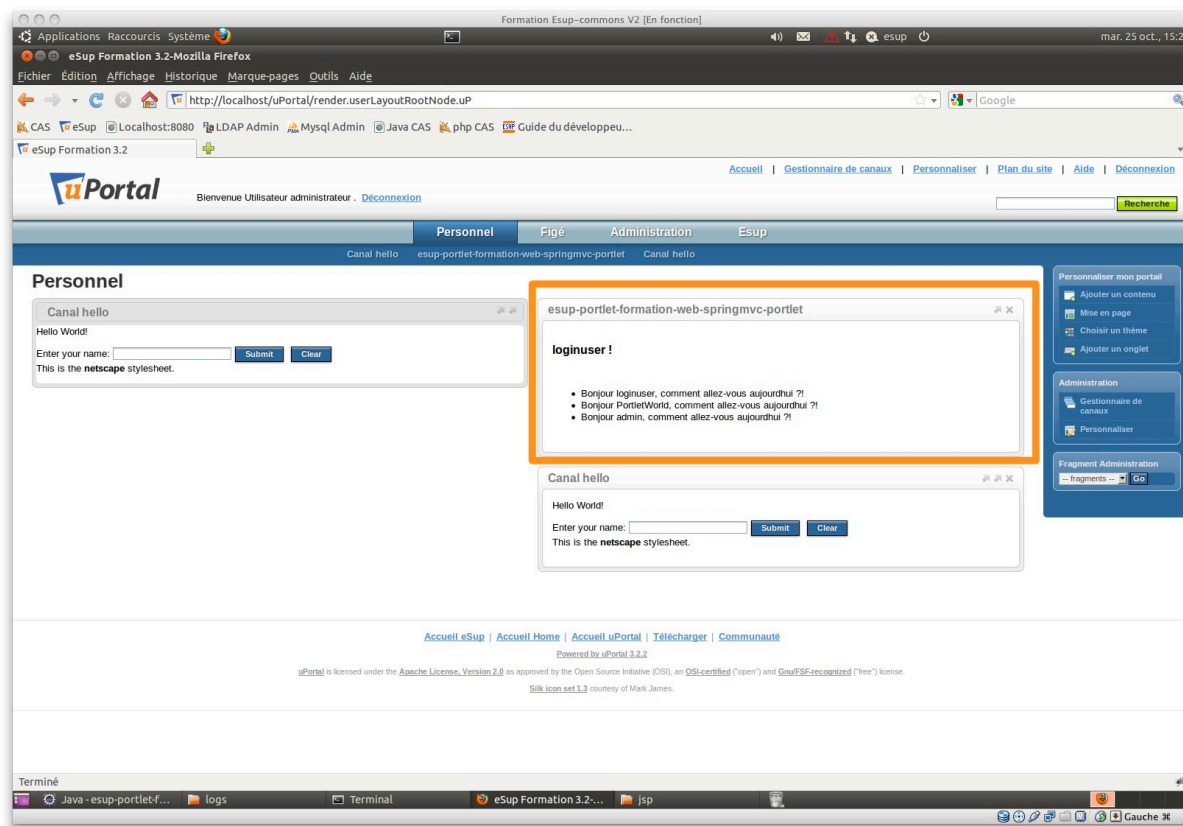 Formation Esup-commons V2 [En fonction]
Applications Raccourcis Système esup mar. 25 oct., 15:2
eSup Formation 3.2-Mozilla Firefox
Fichier Édition Affichage Historique Marque-pages Outils Aide
http://localhost/uPortal/render.userLayoutRootNode.uP Google
CAS eSup Localhost:8080 LDAP Admin Mysql Admin Java CAS php CAS Guide du développeu...
eSup Formation 3.2
Accueil | Gestionnaire de canaux | Personnaliser | Plan du site | Aide | Déconnexion
uPortal
Bienvenue Utilisateur administrateur . Déconnexion
Recherche
Personnel Figé Administration Esup
Canal hello esup-portlet-formation-web-springmvc-portlet Canal hello
Personnel
Canal hello
Hello World!
Enter your name: Submit Clear
This is the netscape stylesheet.
esup-portlet-formation-web-springmvc-portlet
loginuser !
Bonjour loginuser, comment allez-vous aujourdhui ?!
Bonjour PortletWorld, comment allez-vous aujourdhui ?!
Bonjour admin, comment allez-vous aujourdhui ?!
Canal hello
Hello World!
Enter your name: Submit Clear
This is the netscape stylesheet.
Personnaliser mon portail
Ajouter un contenu
Mise en page
Choisir un thème
Ajouter un onglet
Administration
Gestionnaire de
canaux
Personnaliser
Fragment Administration
-- fragments -- Go
Accueil eSup | Accueil Home | Accueil uPortal | Télécharger | Communauté
Powered by uPortal 3.2.2
uPortal is licensed under the Apache License, Version 2.0 as approved by the Open Source Initiative (OSI), an OSI-certified ("open") and Gnu/FSF-recognized ("free") license.
Silk icon set 1.3 courtesy of Mark James.
Terminé
Java - esup-portlet-f... logs Terminal eSup Formation 3.2-... jsp
Gauche ⌘